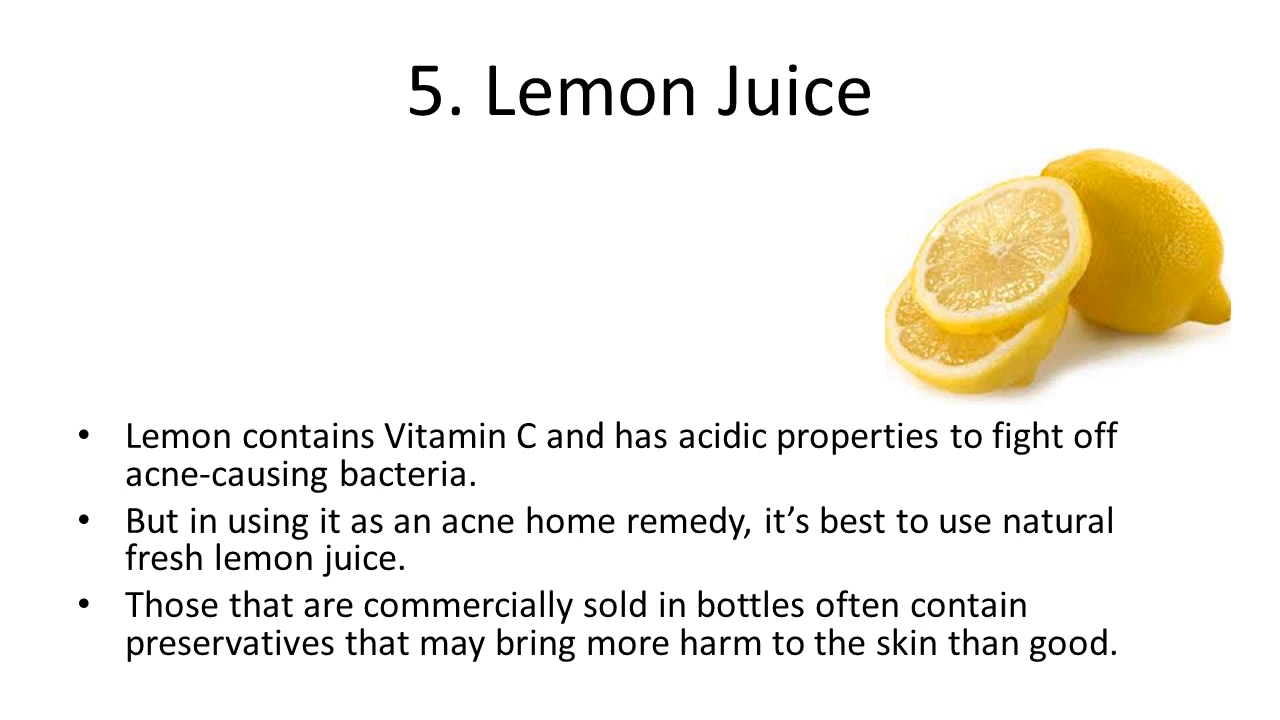 5. Lemon Juice
• Lemon contains Vitamin C and has acidic properties to fight off
acne-causing bacteria.
• But in using it as an acne home remedy, it’s best to use natural
fresh lemon juice.
• Those that are commercially sold in bottles often contain
preservatives that may bring more harm to the skin than good.